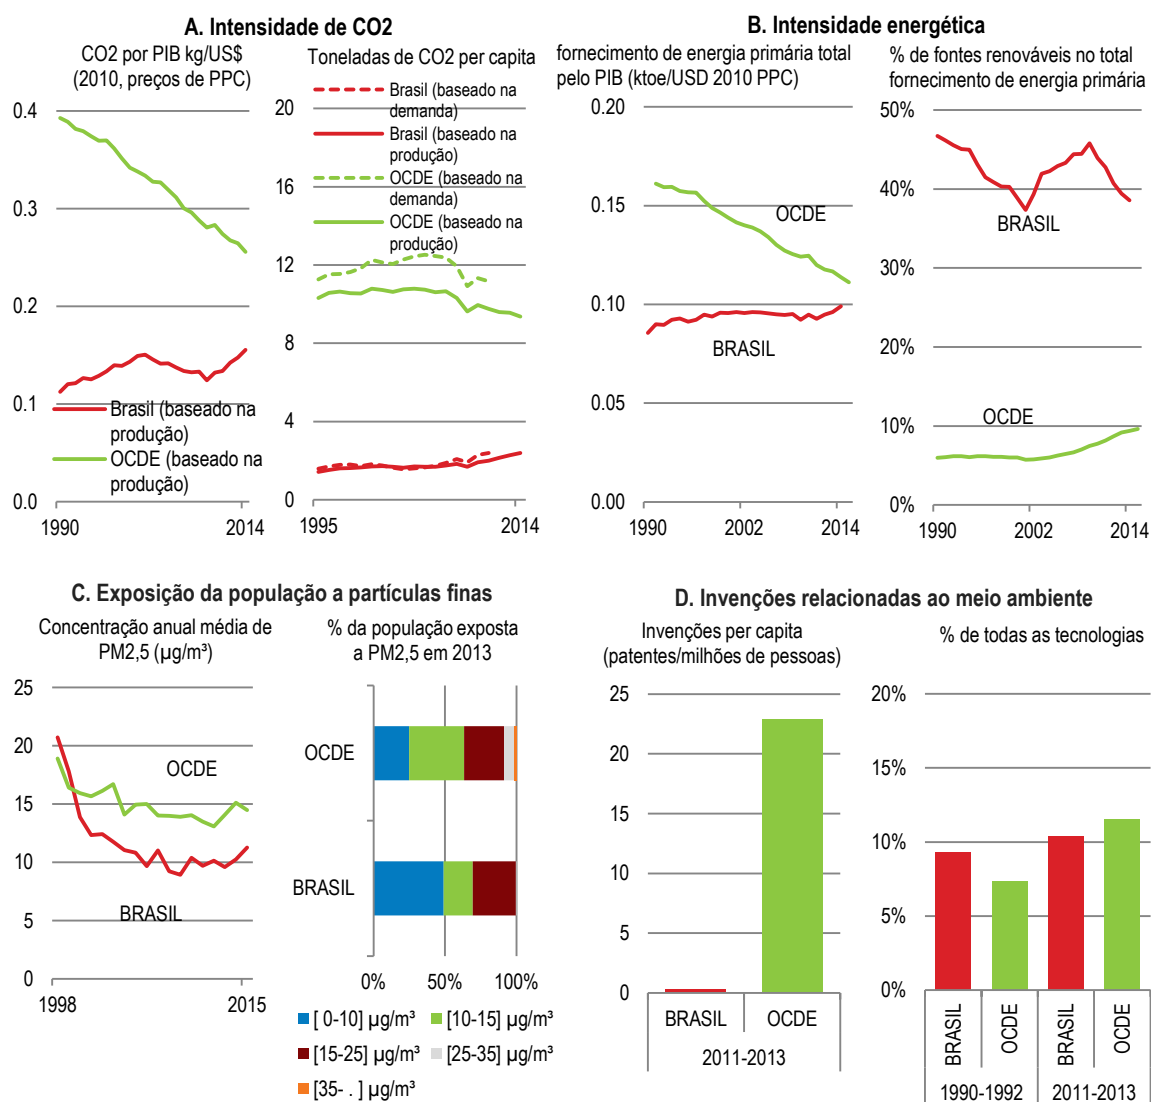 A. Intensidade de CO2
CO2 por PIB kg/US$
(2010, preços de PPC)
0.4
0.3
0.2
0.1
0.0
1990
2014
Brasil (baseado na
produção)
OCDE (baseado na
produção)
Toneladas de CO2 per capita
20
16
12
8
4
0
1995
2014
Brasil (baseado na
demanda)
Brasil (baseado na
produção)
OCDE (baseado na
demanda)
OCDE (baseado na
produção)
B. Intensidade energética
fornecimento de energia primária total
pelo PIB (ktoe/USD 2010 PPC)
0.20
0.15
0.10
0.05
0.00
OCDE
BRASIL
1990
2002
2014
% de fontes renováveis no total
fornecimento de energia primária
50%
40%
30%
20%
10%
0%
BRASIL
OCDE
1990
2002
2014
C. Exposição da população a partículas finas
Concentração anual média de
PM2,5 (µg/m³)
25
20
15
10
5
0
OCDE
BRASIL
1998
2015
% da população exposta
a PM2,5 em 2013
OCDE
BRASIL
0%
50%
100%
[ 0-10] µg/m³
[10-15] µg/m³
[15-25] µg/m³
[25-35] µg/m³
[35- . ] µg/m³
D. Invenções relacionadas ao meio ambiente
Invenções per capita
(patentes/milhões de pessoas)
25
20
15
10
5
0
BRASIL
OCDE
2011-2013
% de todas as tecnologias
20%
15%
10%
5%
0%
BRASIL
OCDE
BRASIL
OCDE
1990-1992
2011-2013